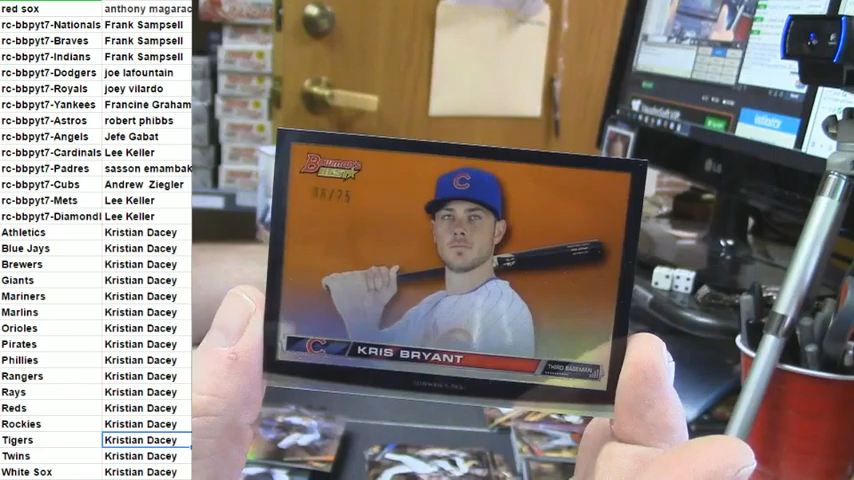 red sox anthony magarac
rc-bbpyt7-Nationals Frank Sampsell
rc-bbpyt7-Braves Frank Sampsell
rc-bbpyt7-Indians Frank Sampsell
rc-bbpyt7-Dodgers joe lafountain
rc-bbpyt7-Royals joey vilardo
rc-bbpyt7-Yankees Francine Graham
rc-bbpyt7-Astros robert phibbs
rc-bbpyt7-Angels Jefe Gabat
rc-bbpyt7-Cardinals Lee Keller
rc-bbpyt7-Padres sasson emambak
rc-bbpyt7-Cubs Andrew Ziegler
rc-bbpyt7-Mets Lee Keller
rc-bbpyt7-Diamondl Lee Keller
Athletics Kristian Dacey
Blue Jays Kristian Dacey
Brewers Kristian Dacey
Giants Kristian Dacey
Mariners Kristian Dacey
Marlins Kristian Dacey
Orioles Kristian Dacey
Pirates Kristian Dacey
Phillies Kristian Dacey
Rangers Kristian Dacey
Rays Kristian Dacey
Reds Kristian Dacey
Rockies Kristian Dacey
Tigers Kristian Dacey
Twins Kristian Dacey
White Sox Kristian Dacey
Bowman's
BEST
C
C
KRIS BRYANT
THIRD BASEMAN
LG